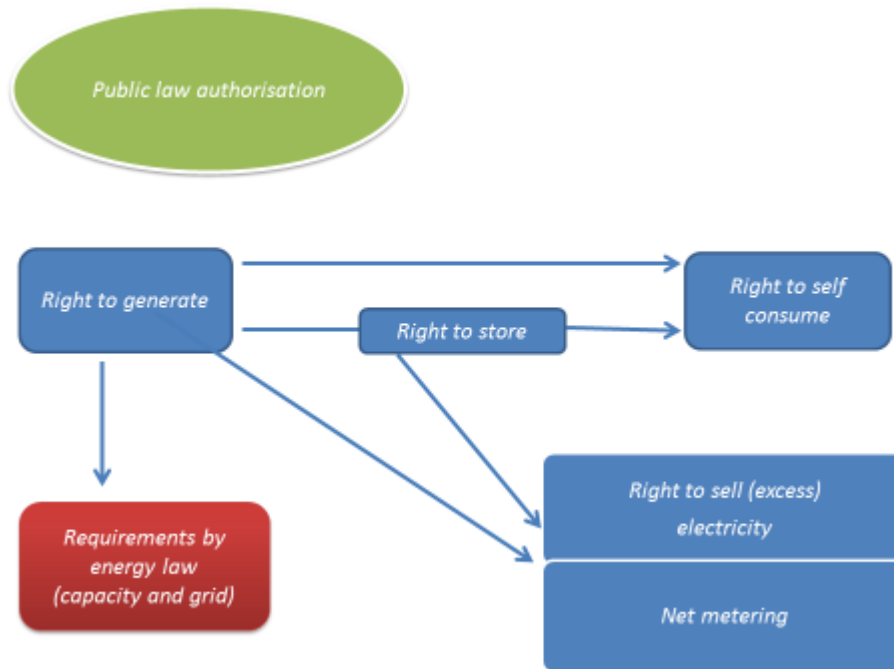 Public law authorisation
Right to generate
Right to self
consume
Right to store
Right to sell (excess)
electricity
Requirements by
energy law
(capacity and grid)
Net metering